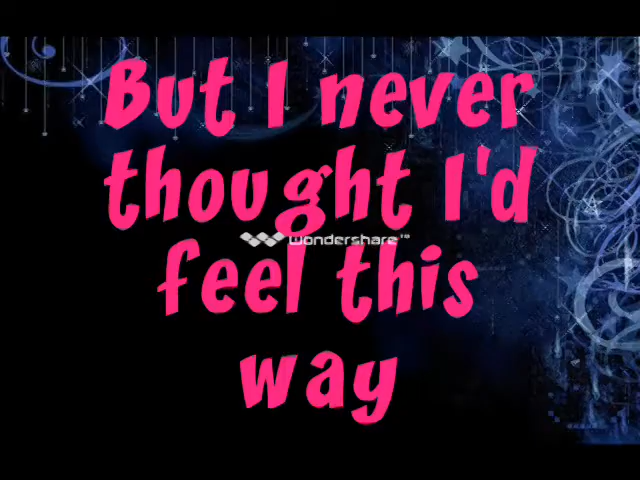 But I never
thought I'd
wondershare™
feel this
way